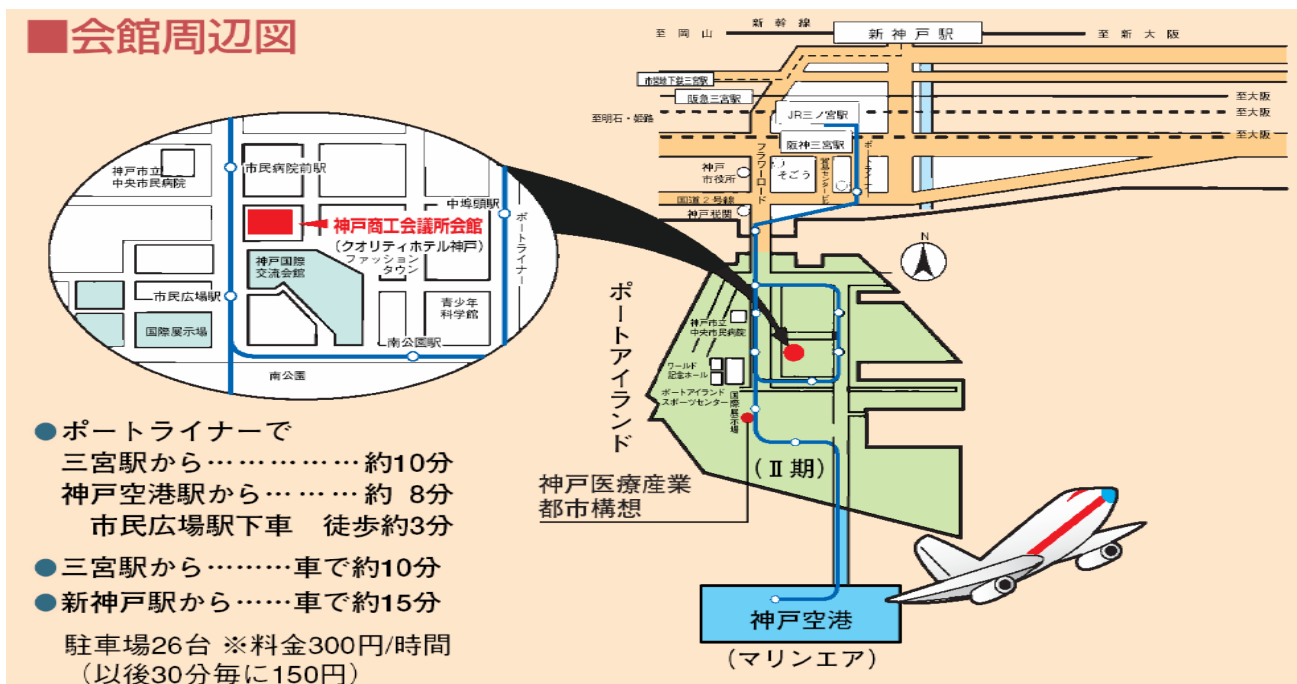 ■会館周辺図
新幹線
至岡山
新神戸駅
至新大阪
市営地下鉄三宮駅
阪急三宮駅
至大阪
至明石・姫路
JR三ノ宮駅
至大阪
阪神三宮駅
至大阪
フラワーロード
ポートライナー
神戸
市役所
そごう
国道2号線
神戸税関
N
神戸市立
中央市民病院
市民病院前駅
中埠頭駅
神戸商工会議所会館
(クオリティホテル神戸)
ファッション
タウン
ポートライナー
神戸国際
交流会館
市民広場駅
国際展示場
青少年
科学館
南公園駅
南公園
ポートアイランド
神戸市立
中央市民病院
ワールド
記念ホール
ポートアイランド
スポーツセンター
国際展示場
(Ⅱ期)
神戸医療産業
都市構想
神戸空港
(マリンエア)
●ポートライナーで
三宮駅から……………約10分
神戸空港駅から………約 8分
市民広場駅下車 徒歩約3分
●三宮駅から………車で約10分
●新神戸駅から……車で約15分
駐車場26台 ※料金300円/時間
(以後30分毎に150円)